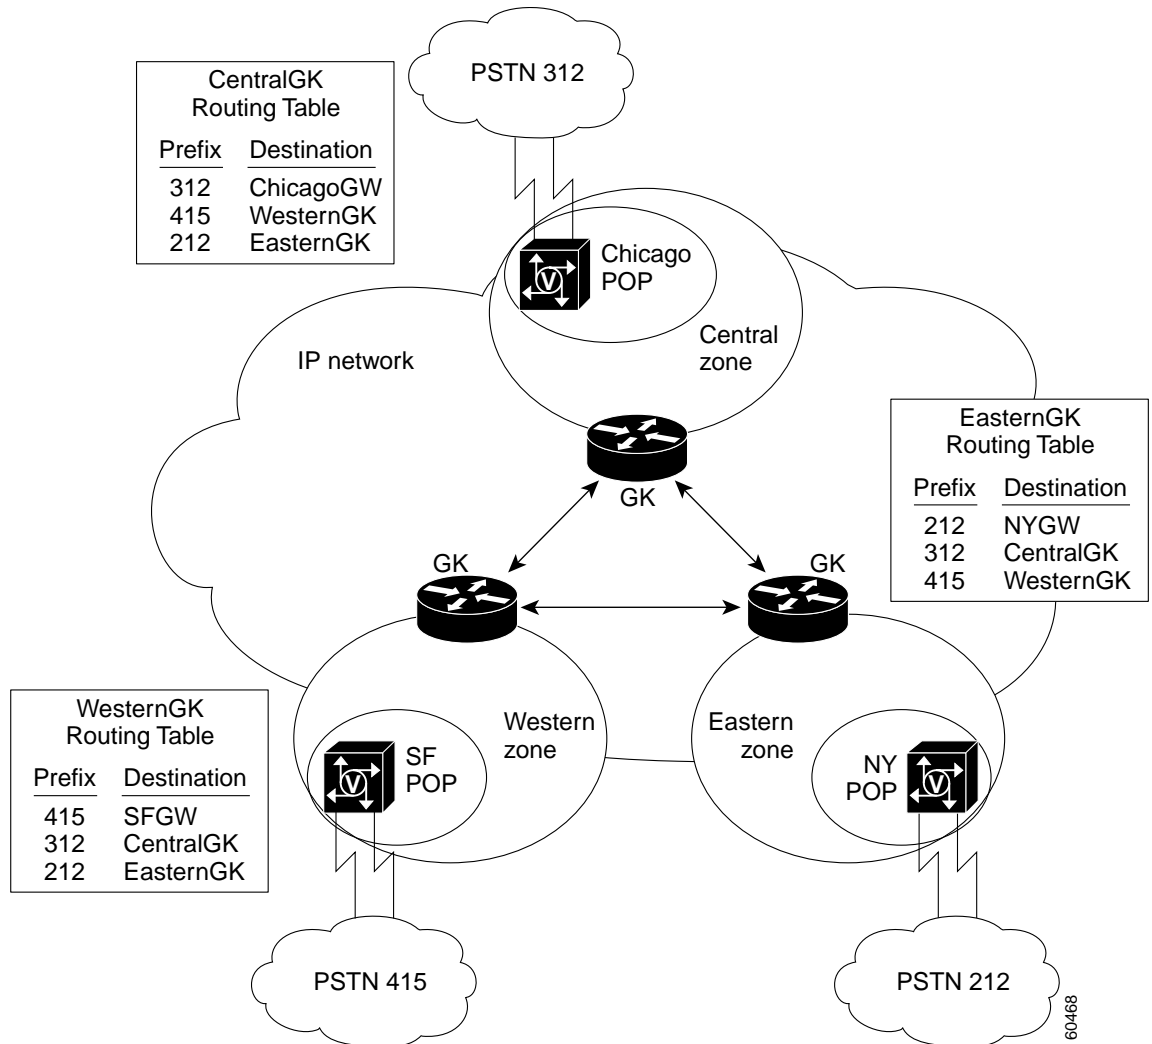 PSTN 312
CentralGK
Routing Table
Prefix Destination
312 ChicagoGW
415 WesternGK
212 EasternGK
V
Chicago
POP
Central
zone
IP network
GK
EasternGK
Routing Table
Prefix Destination
212 NYGW
312 CentralGK
415 WesternGK
GK
GK
WesternGK
Routing Table
Prefix Destination
415 SFGW
312 CentralGK
212 EasternGK
Western
zone
SF
POP
V
Eastern
zone
NY
POP
V
PSTN 415
PSTN 212
60468